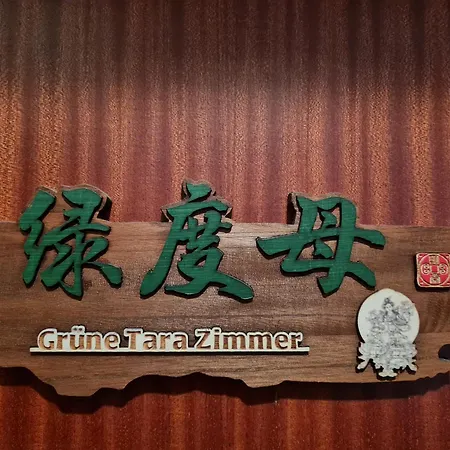 绿度母
Grüne Tara Zimmer